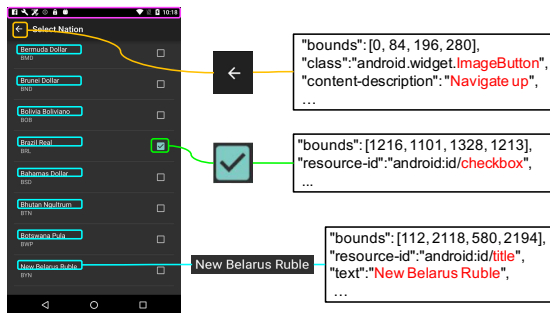 10:18
Select Nation
Bermuda Dollar
BMD
Brunei Dollar
BND
Bolivia Boliviano
BOB
Brazil Real
BRL
Bahamas Dollar
BSD
Bhutan Ngultrum
BTN
Botswana Pula
BWP
New Belarus Ruble
BYN
New Belarus Ruble
"bounds": [0, 84, 196, 280],
"class":"android.widget.ImageButton",
"content-description":"Navigate up",
…
"bounds": [1216, 1101, 1328, 1213],
"resource-id":"android:id/checkbox",
...
"bounds": [112, 2118, 580, 2194],
"resource-id":"android:id/title",
"text":"New Belarus Ruble",
…